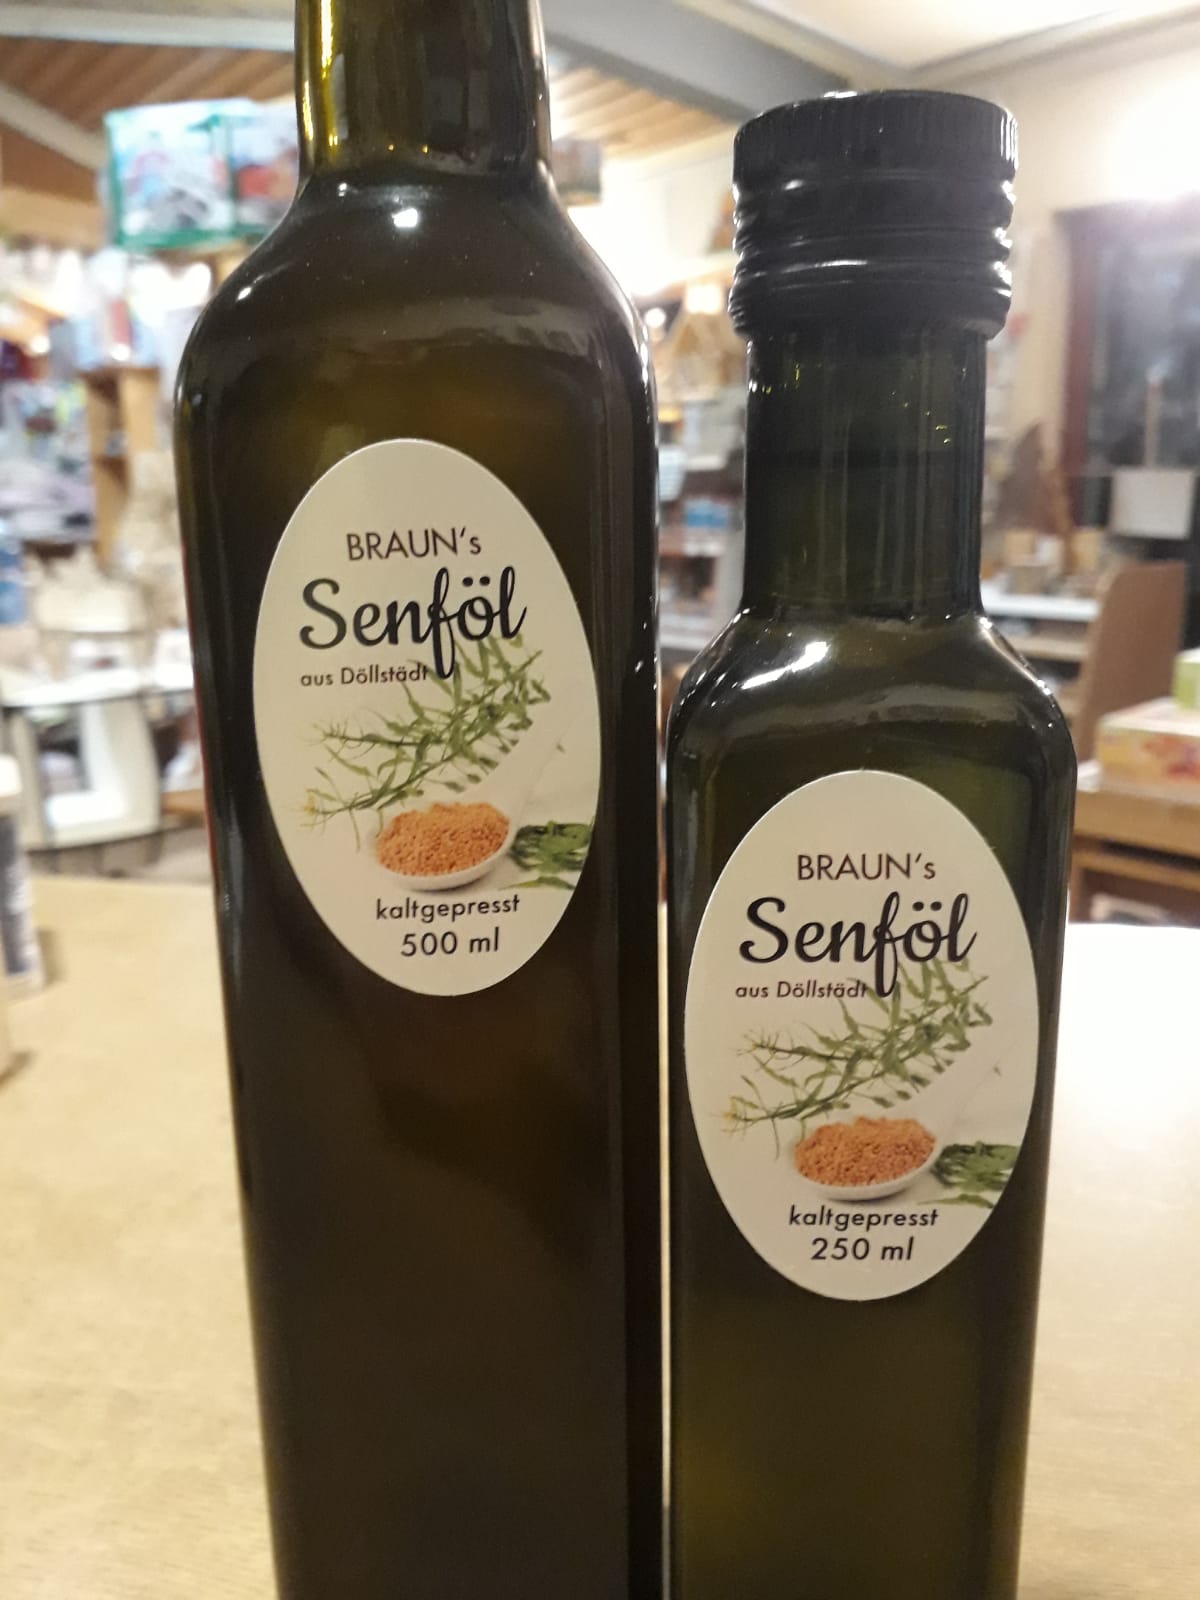 BRAUN's
Senföl
aus Döllstädt
kaltgepresst
500 ml
BRAUN's
Senföl
aus Döllstädt
kaltgepresst
250 ml